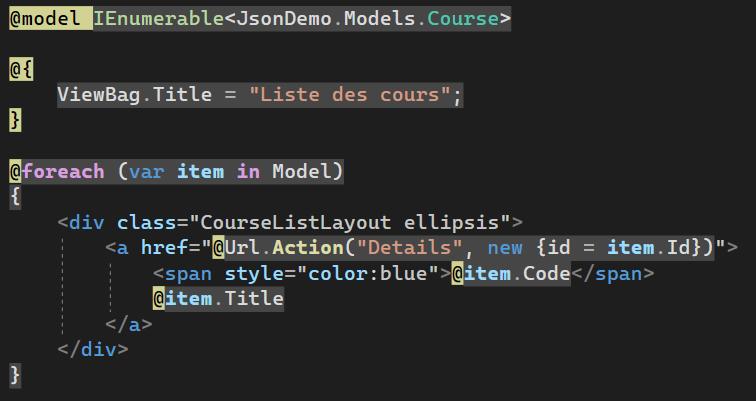 @model IEnumerable<JsonDemo.Models.Course>
@{
ViewBag.Title = "Liste des cours";
}
@foreach (var item in Model)
{
<div class="CourseListLayout ellipsis">
<a href="@Url.Action("Details", new {id = item.Id})">
<span style="color:blue">@item.Code</span>
@item.Title
</a>
</div>
}